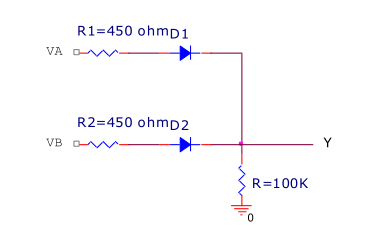 R1=450 ohm D1
VA
R2=450 ohm D2
VB
Y
R=100K
0